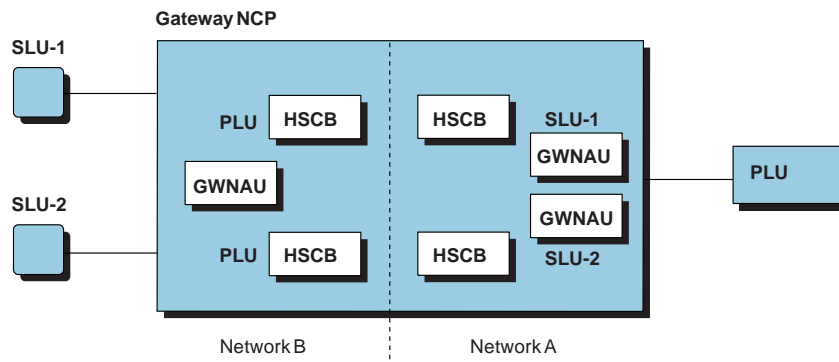 Gateway NCP
SLU-1
PLU HSCB HSCB SLU-1
GWNAU
GWNAU PLU
SLU-2
GWNAU
PLU HSCB HSCB
SLU-2
Network B Network A